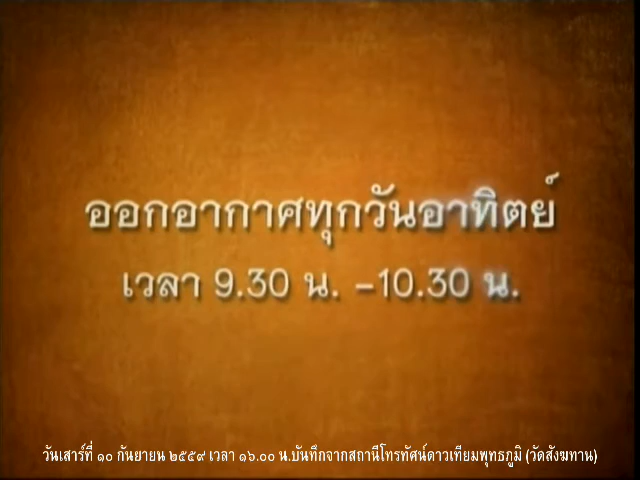 ออกอากาศทุกวันอาทิตย์
เวลา 9.30 น. -10.30 น.
วันเสาร์ที่ ๑๐ กันยายน ๒๕๕๙ เวลา ๑๖.๐๐ น.บันทึกจากสถานีโทรทัศน์ดาวเทียมพุทธภูมิ (วัดสังฆทาน)